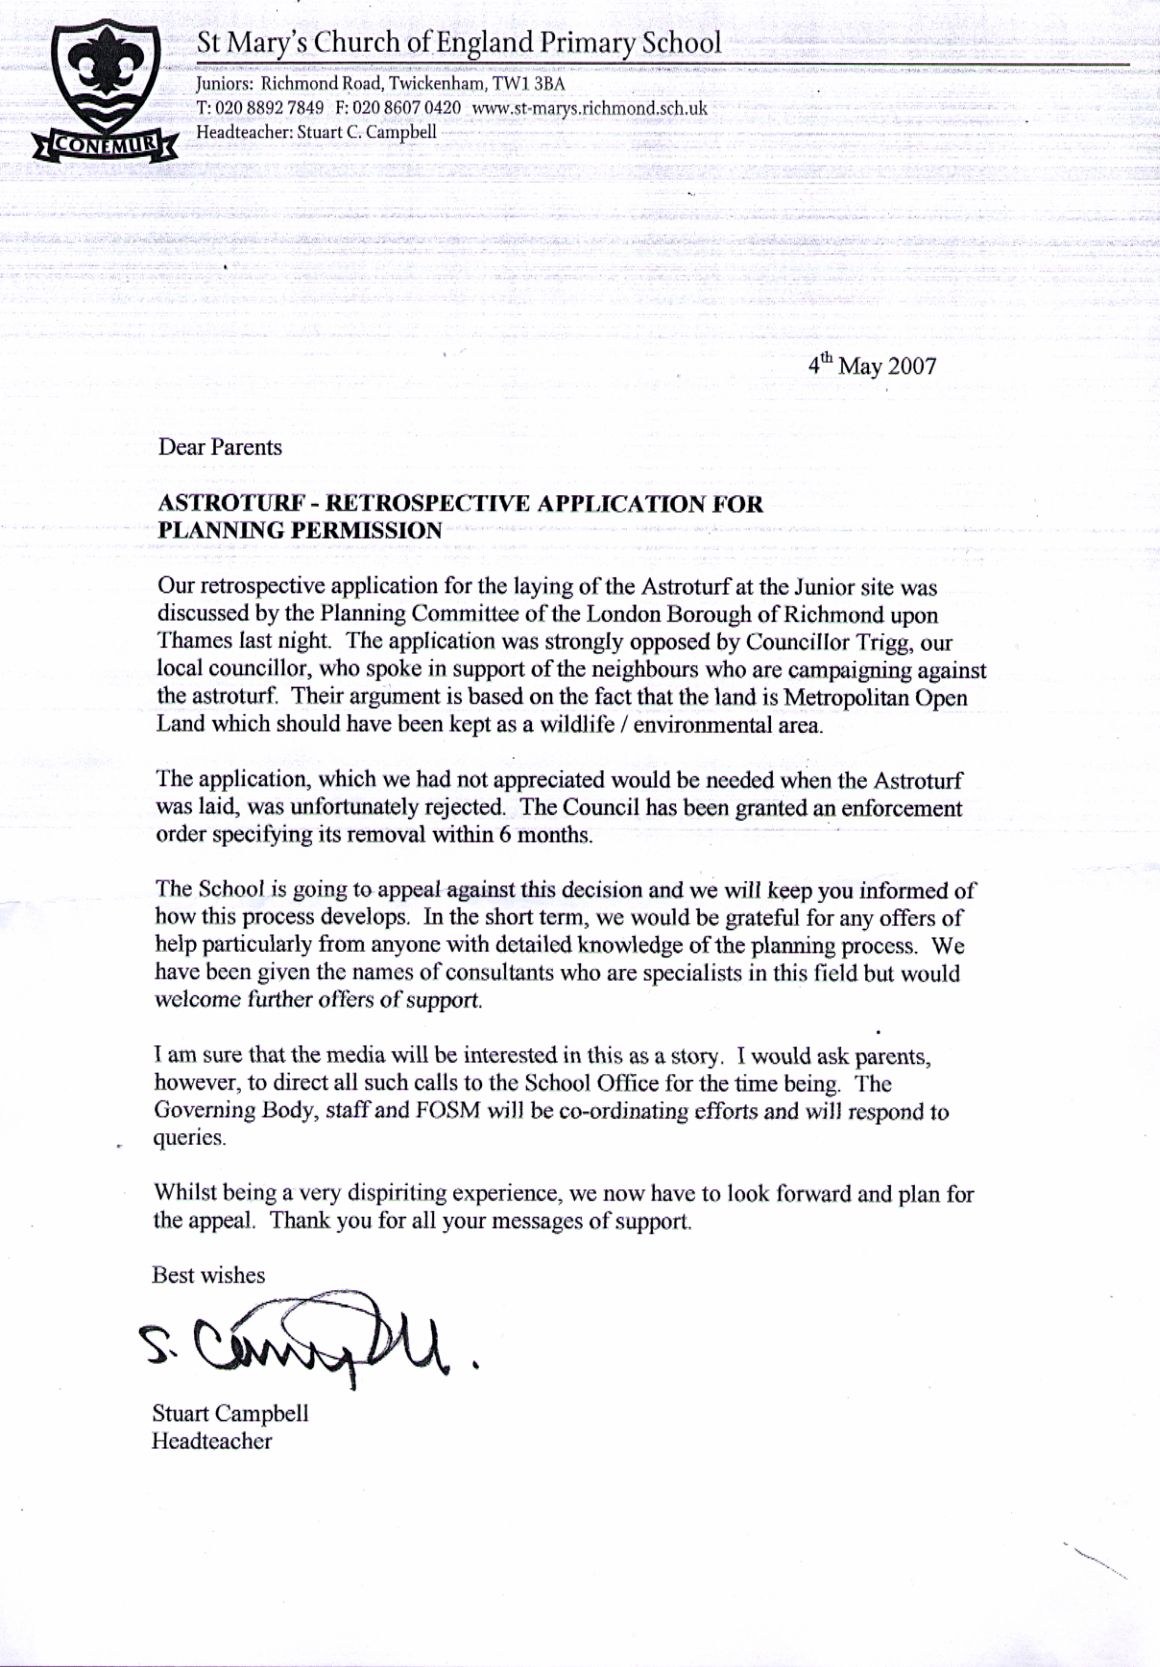 St Mary's Church of England Primary School
Juniors: Richmond Road, Twickenham, TW1 3BA
T: 020 8892 7849 F: 020 8607 0420 www.st-marys.richmond.sch.uk
Headteacher: Stuart C. Campbell
CONEMUR
4th May 2007
Dear Parents
ASTROTURF - RETROSPECTIVE APPLICATION FOR
PLANNING PERMISSION
Our retrospective application for the laying of the Astroturf at the Junior site was
discussed by the Planning Committee of the London Borough of Richmond upon
Thames last night. The application was strongly opposed by Councillor Trigg, our
local councillor, who spoke in support of the neighbours who are campaigning against
the astroturf. Their argument is based on the fact that the land is Metropolitan Open
Land which should have been kept as a wildlife / environmental area.
The application, which we had not appreciated would be needed when the Astroturf
was laid, was unfortunately rejected. The Council has been granted an enforcement
order specifying its removal within 6 months.
The School is going to appeal against this decision and we will keep you informed of
how this process develops. In the short term, we would be grateful for any offers of
help particularly from anyone with detailed knowledge of the planning process. We
have been given the names of consultants who are specialists in this field but would
welcome further offers of support.
I am sure that the media will be interested in this as a story. I would ask parents,
however, to direct all such calls to the School Office for the time being. The
Governing Body, staff and FOSM will be co-ordinating efforts and will respond to
queries.
Whilst being a very dispiriting experience, we now have to look forward and plan for
the appeal. Thank you for all your messages of support.
Best wishes
S. Campbell.
Stuart Campbell
Headteacher